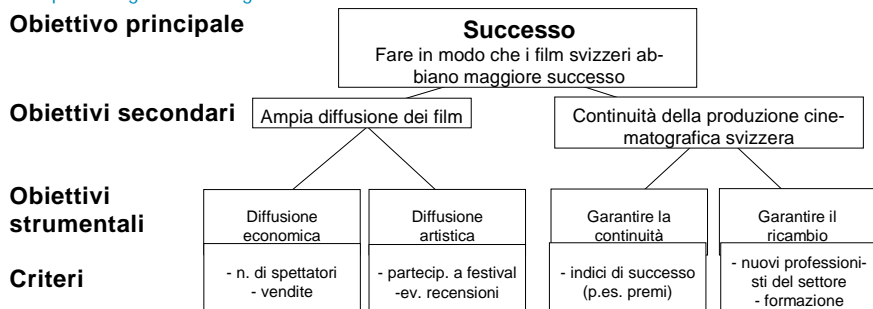 Obiettivo principale
Successo
Fare in modo che i film svizzeri ab-
biano maggiore successo
Obiettivi secondari
Ampia diffusione dei film
Continuità della produzione cine-
matografica svizzera
Obiettivi
strumentali
Diffusione
economica
Diffusione
artistica
Garantire la
continuità
Garantire il
ricambio
Criteri
- n. di spettatori
- vendite
- partecip. a festival
-ev. recensioni
- indici di successo
(p.es. premi)
- nuovi professioni-
sti del settore
- formazione